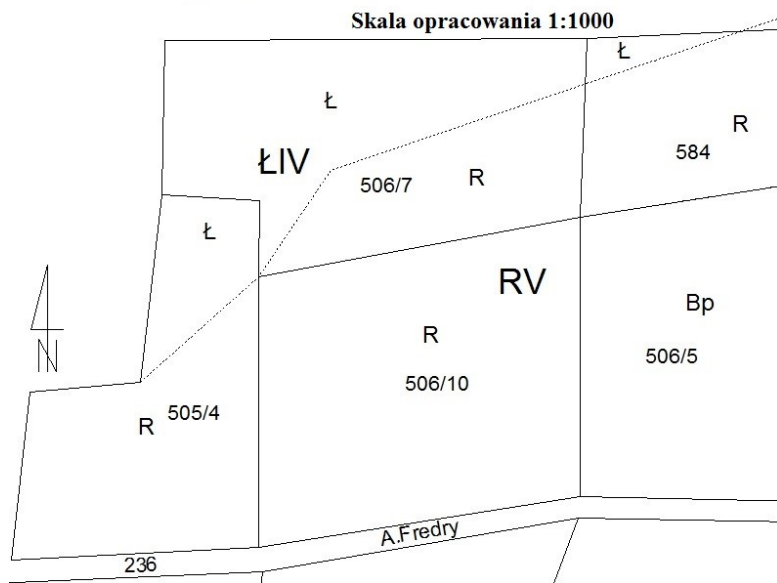 Skala opracowania 1:1000
Ł
Ł
ŁIV
506/7
R
584
R
Ł
N
RV
Bp
R
506/5
506/10
R
505/4
A.Fredry
236